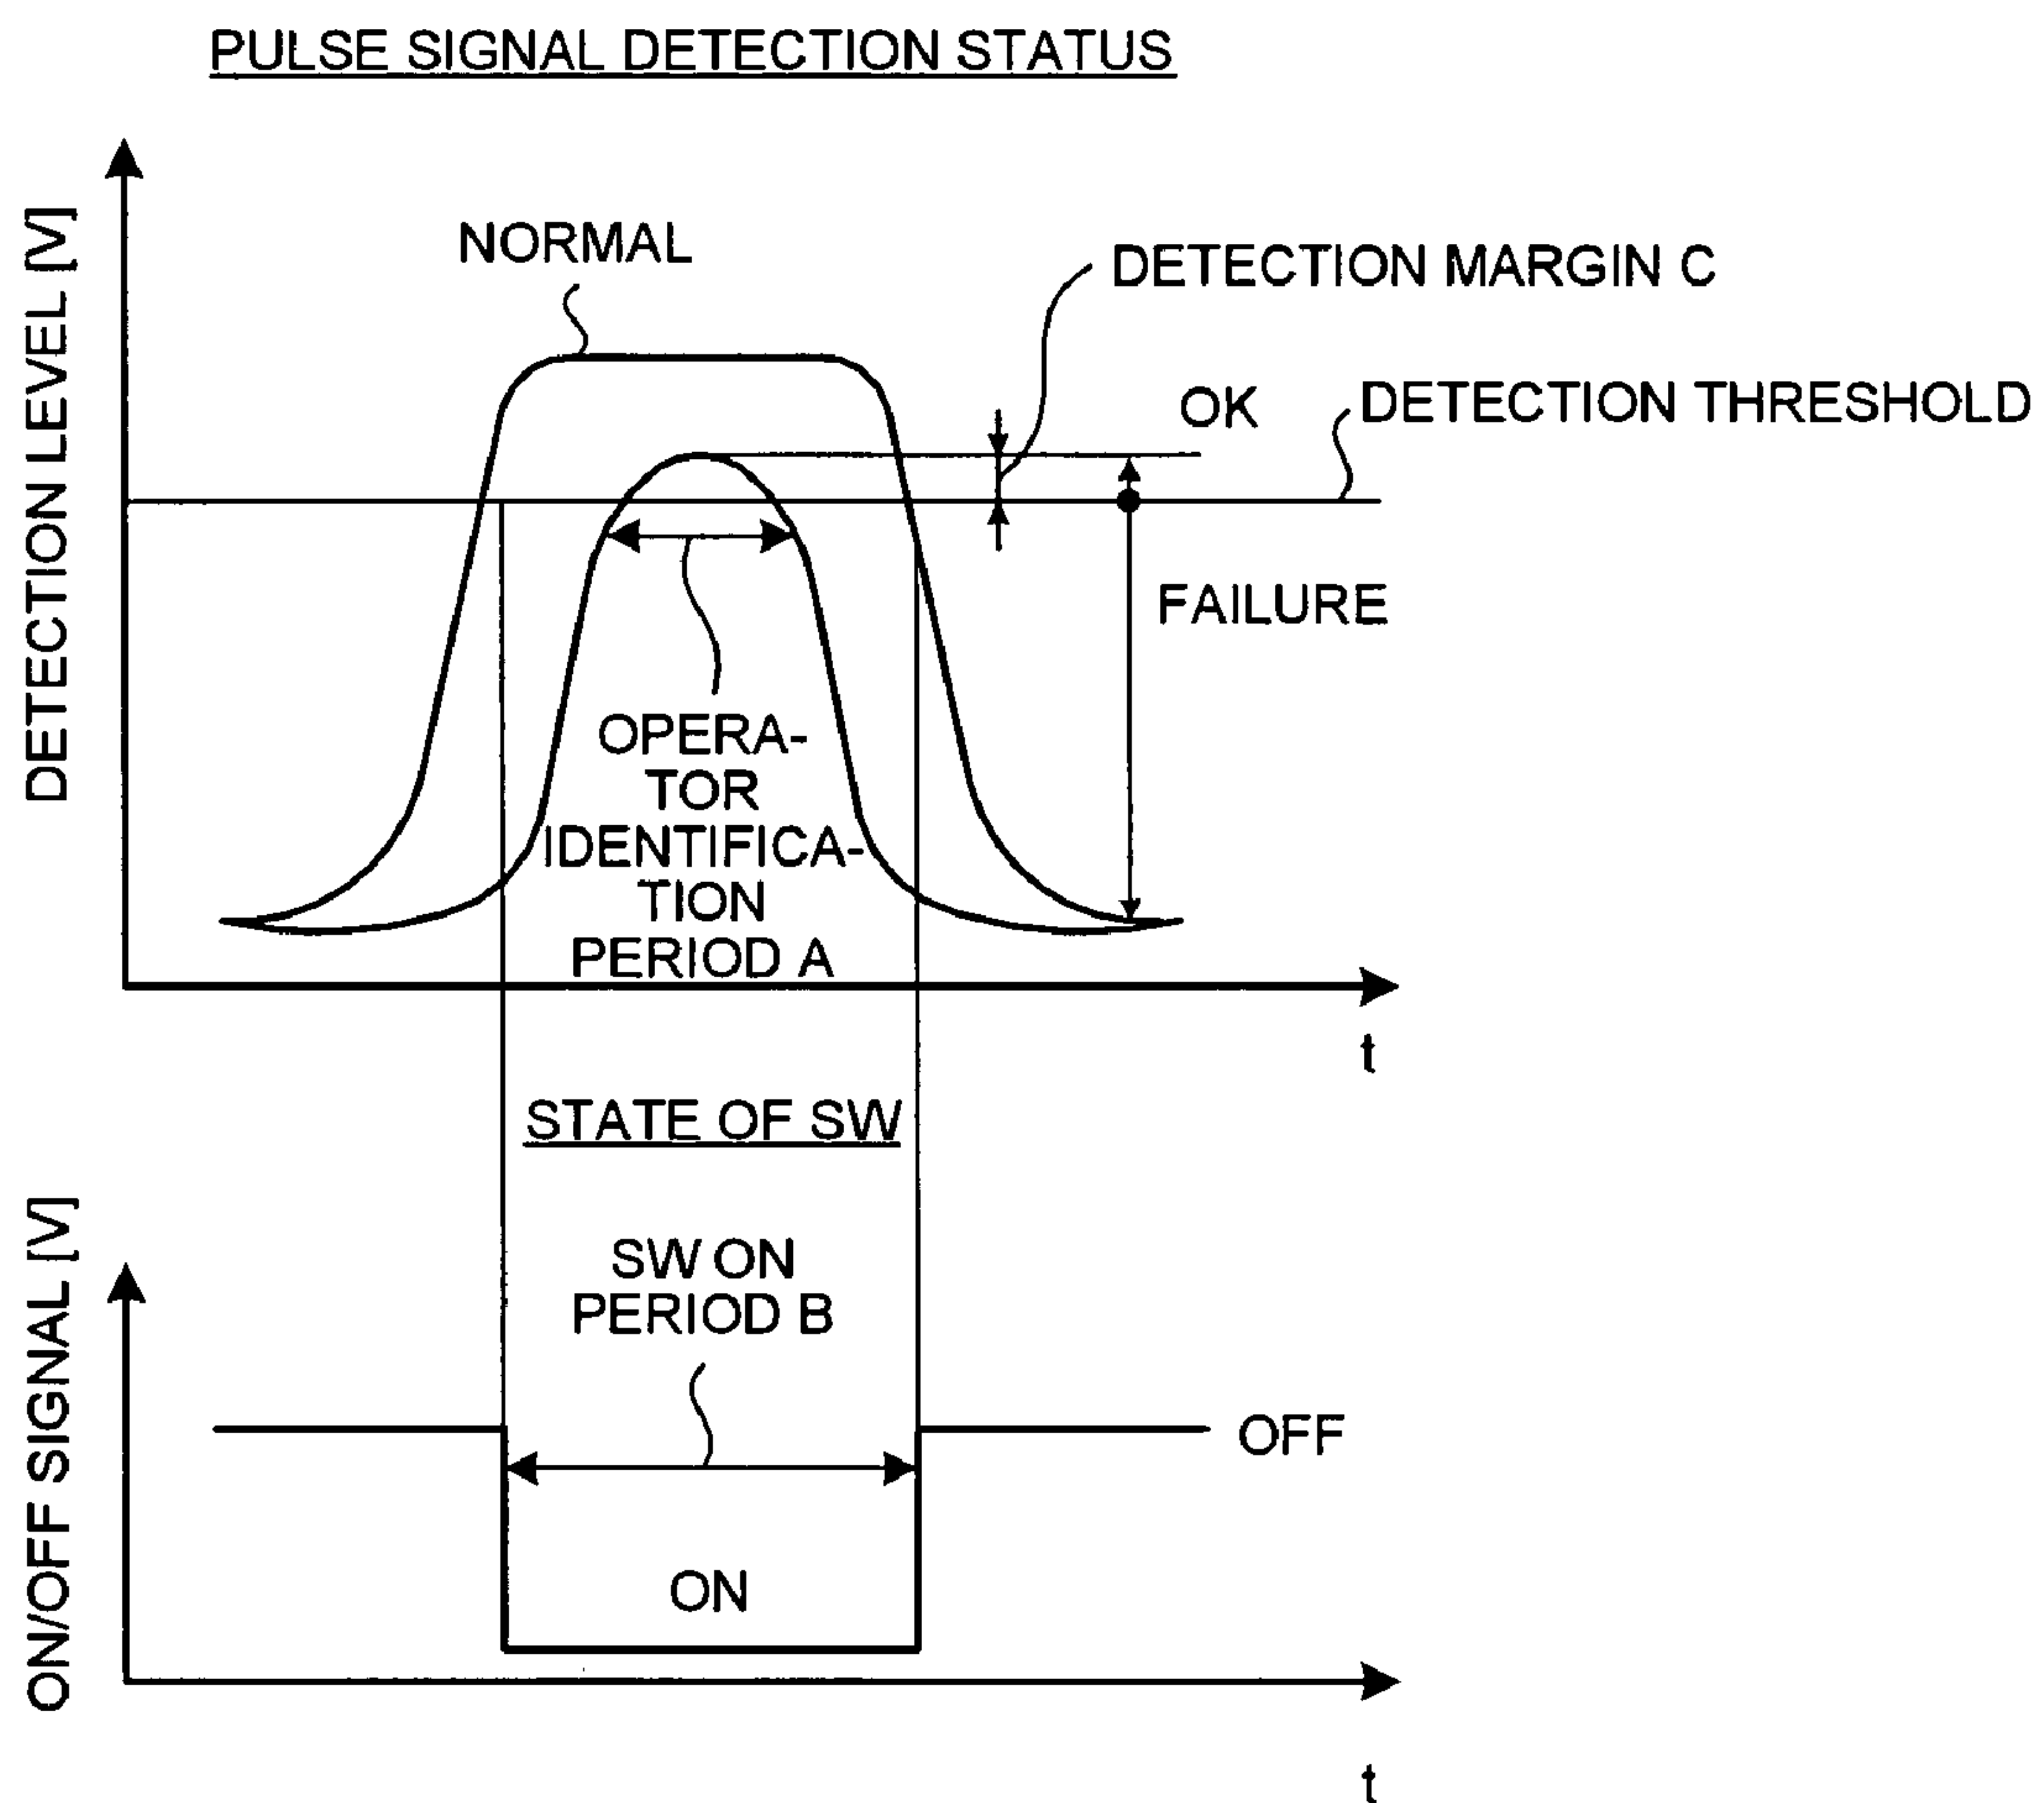 PULSE SIGNAL DETECTION STATUS
DETECTION LEVEL [V]
NORMAL
DETECTION MARGIN C
OK
DETECTION THRESHOLD
FAILURE
OPERA-
TOR
IDENTIFICA-
TION
PERIOD A
t
STATE OF SW
ON/OFF SIGNAL [V]
SW ON
PERIOD B
OFF
ON
t